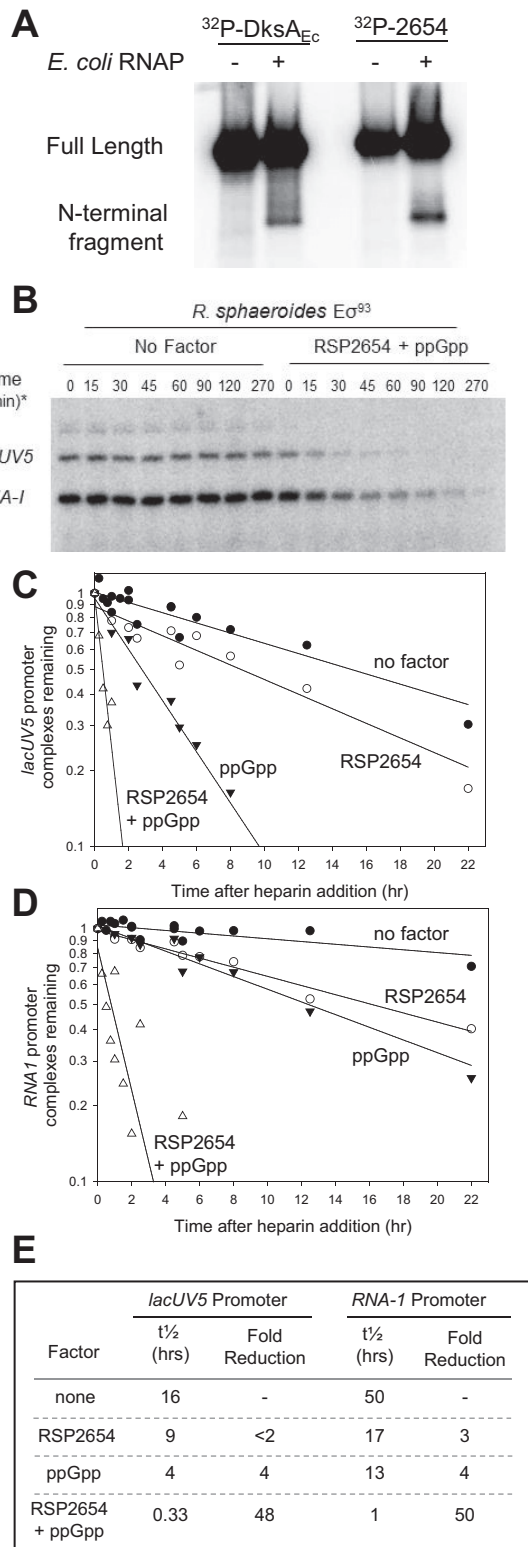 A
32P-DksAEc 32P-2654
E. coli RNAP - + - +
Full Length
N-terminal
fragment
B
R. sphaeroides Eσ93
No Factor RSP2654 + ppGpp
me 0 15 30 45 60 90 120 270 0 15 30 45 60 90 120 270
in)*
UV5
A-I
C
lacUV5 promoter
complexes remaining
1
0.9
0.8
0.7
0.6
0.5
0.4
0.3
0.2
0.1
no factor
RSP2654
ppGpp
RSP2654
+ ppGpp
0 2 4 6 8 10 12 14 16 18 20 22
Time after heparin addition (hr)
D
RNA1 promoter
complexes remaining
1
0.9
0.8
0.7
0.6
0.5
0.4
0.3
0.2
0.1
no factor
RSP2654
ppGpp
RSP2654
+ ppGpp
0 2 4 6 8 10 12 14 16 18 20 22
Time after heparin addition (hr)
E
lacUV5 Promoter RNA-1 Promoter
Factor t½ (hrs) Fold Reduction t½ (hrs) Fold Reduction
none 16 - 50 -
RSP2654 9 <2 17 3
ppGpp 4 4 13 4
RSP2654 + ppGpp 0.33 48 1 50